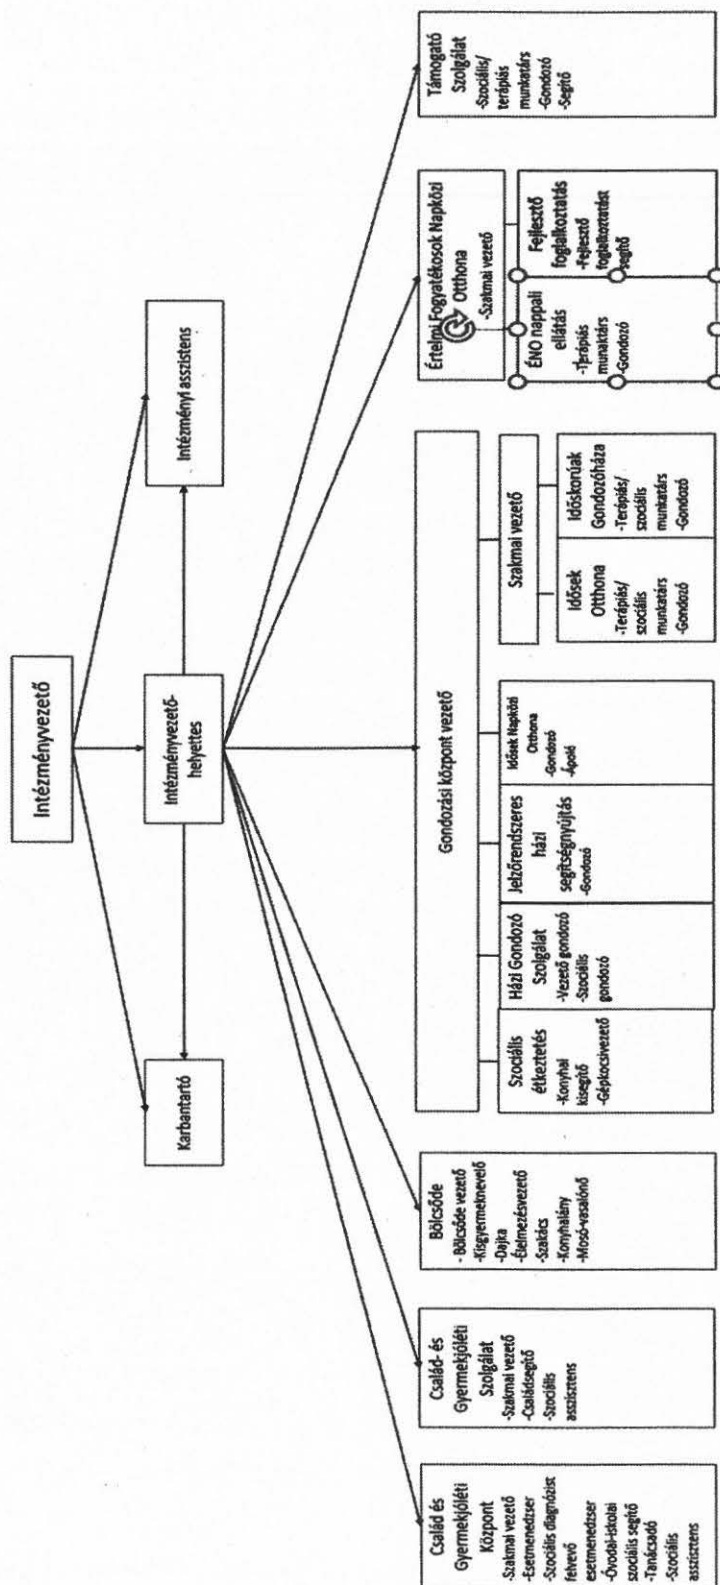 Intézményvezető
Karbantartó
Intézményvezető-
helyettes
Intézményi asszistens
Család és
Gyermekjóléti
Központ
-Szakmai vezető
-Esetmenedzser
-Szociális diagnózist
felvevő
esetmenedzser
-Óvodai-iskolai
szociális segítő
-Tanácsadó
-Szociális
asszisztens
Család- és
Gyermekjóléti
Szolgálat
-Szakmai vezető
-Családsegítő
-Szociális
asszisztens
Bölcsőde
- Bölcsőde vezető
-Kisgyermeknevelő
-Dajka
-Élelmezésvezető
-Szakács
-Konyhalány
-Mosó-vasalónő
Gondozási központ vezető
Szociális
étkeztetés
-Konyhai
kisegítő
-Gépkocsivezető
Házi Gondozó
Szolgálat
-Vezető gondozó
-Szociális
gondozó
Jelzőrendszeres
házi
segítségnyújtás
-Gondozó
Idősek Napközi
Otthona
-Gondozó
-Ápoló
Szakmai vezető
Idősek
Otthona
-Terápiás/
szociális
munkatárs
-Gondozó
Időskorúak
Gondozóháza
-Terápiás/
szociális
munkatárs
-Gondozó
Értelmi Fogyatékosok Napközi
Otthona
-Szakmai vezető
ÉNO nappali
ellátás
-Terápiás
munaktárs
-Gondozó
Fejlesztő
foglalkoztatás
-Fejlesztő
foglalkoztatást
segítő
Támogató
Szolgálat
-Szociális/
terápiás
munkatárs
-Gondozó
-Segítő